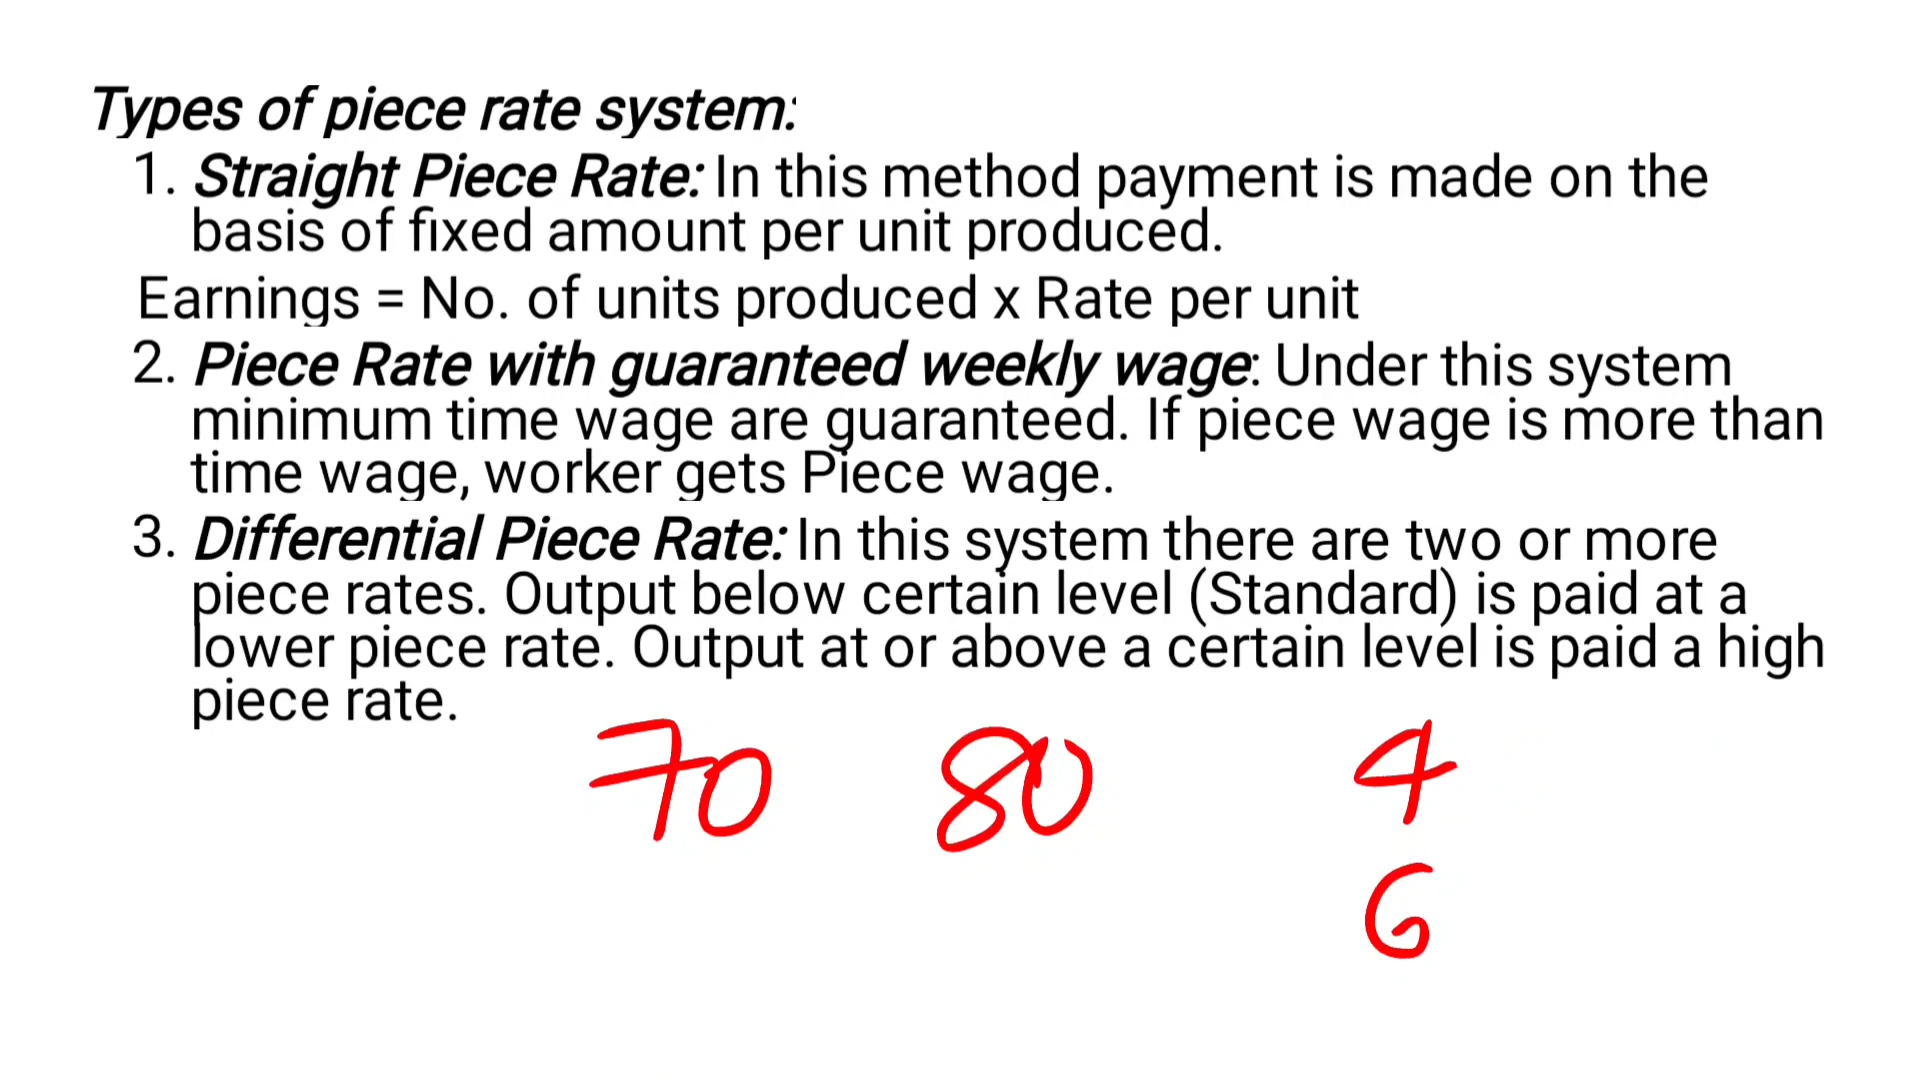 Types of piece rate system:
1. Straight Piece Rate: In this method payment is made on the
basis of fixed amount per unit produced.
Earnings = No. of units produced x Rate per unit
2. Piece Rate with guaranteed weekly wage: Under this system
minimum time wage are guaranteed. If piece wage is more than
time wage, worker gets Piece wage.
3. Differential Piece Rate: In this system there are two or more
piece rates. Output below certain level (Standard) is paid at a
lower piece rate. Output at or above a certain level is paid a high
piece rate.
70 80 4
6